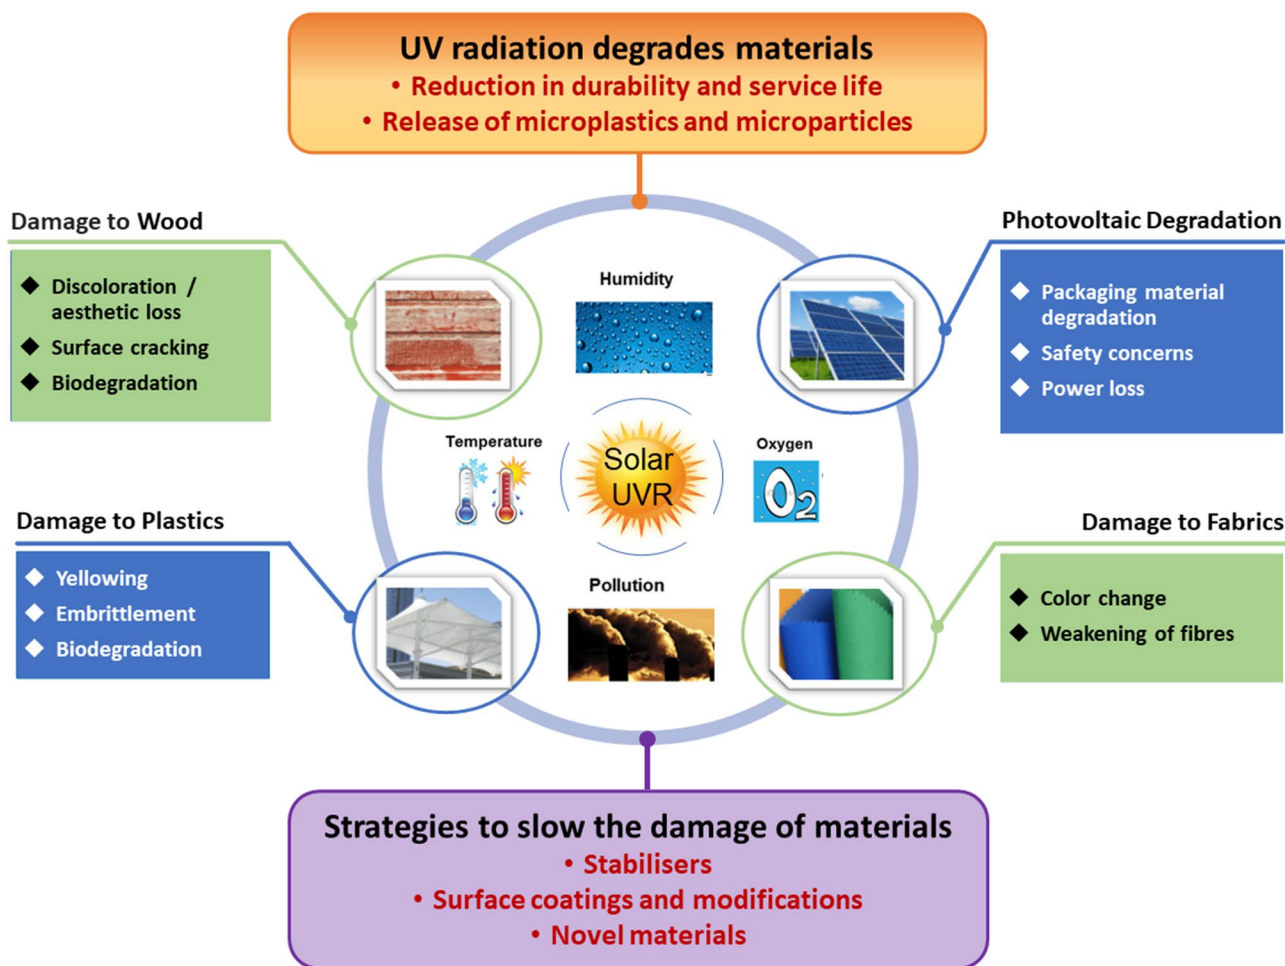 UV radiation degrades materials
• Reduction in durability and service life
• Release of microplastics and microparticles
Damage to Wood
◆ Discoloration /
aesthetic loss
◆ Surface cracking
◆ Biodegradation
Photovoltaic Degradation
◆ Packaging material
degradation
◆ Safety concerns
◆ Power loss
Humidity
Temperature
Solar
UVR
Oxygen
O2
Pollution
Damage to Plastics
◆ Yellowing
◆ Embrittlement
◆ Biodegradation
Damage to Fabrics
◆ Color change
◆ Weakening of fibres
Strategies to slow the damage of materials
• Stabilisers
• Surface coatings and modifications
• Novel materials